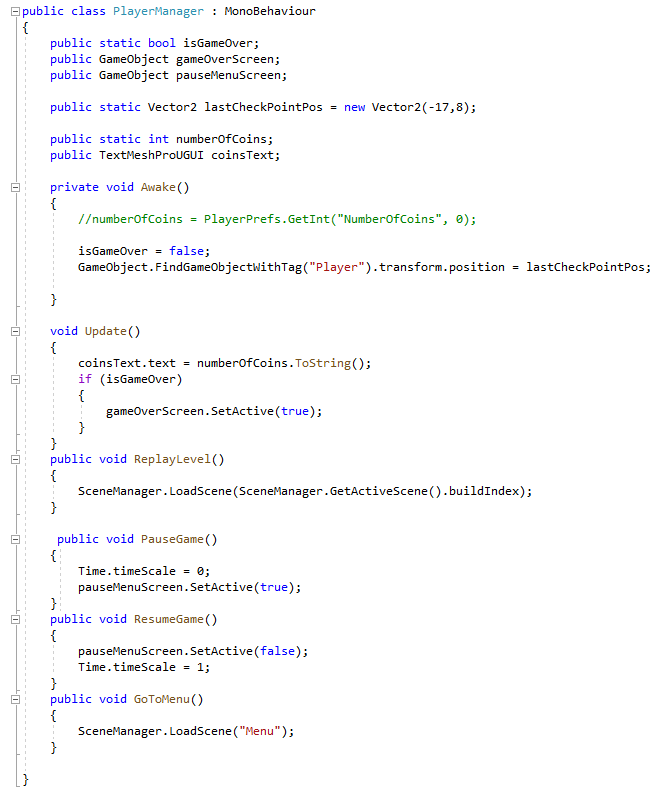 public class PlayerManager : MonoBehaviour
{
    public static bool isGameOver;
    public GameObject gameOverScreen;
    public GameObject pauseMenuScreen;

    public static Vector2 lastCheckPointPos = new Vector2(-17,8);

    public static int numberOfCoins;
    public TextMeshProUGUI coinsText;

    private void Awake()
    {
        //numberOfCoins = PlayerPrefs.GetInt("NumberOfCoins", 0);

        isGameOver = false;
        GameObject.FindGameObjectWithTag("Player").transform.position = lastCheckPointPos;

    }

    void Update()
    {
        coinsText.text = numberOfCoins.ToString();
        if (isGameOver)
        {
            gameOverScreen.SetActive(true);
        }
    }
    public void ReplayLevel()
    {
        SceneManager.LoadScene(SceneManager.GetActiveScene().buildIndex);
    }

     public void PauseGame()
    {
        Time.timeScale = 0;
        pauseMenuScreen.SetActive(true);
    }
    public void ResumeGame()
    {
        pauseMenuScreen.SetActive(false);
        Time.timeScale = 1;
    }
    public void GoToMenu()
    {
        SceneManager.LoadScene("Menu");
    }

}